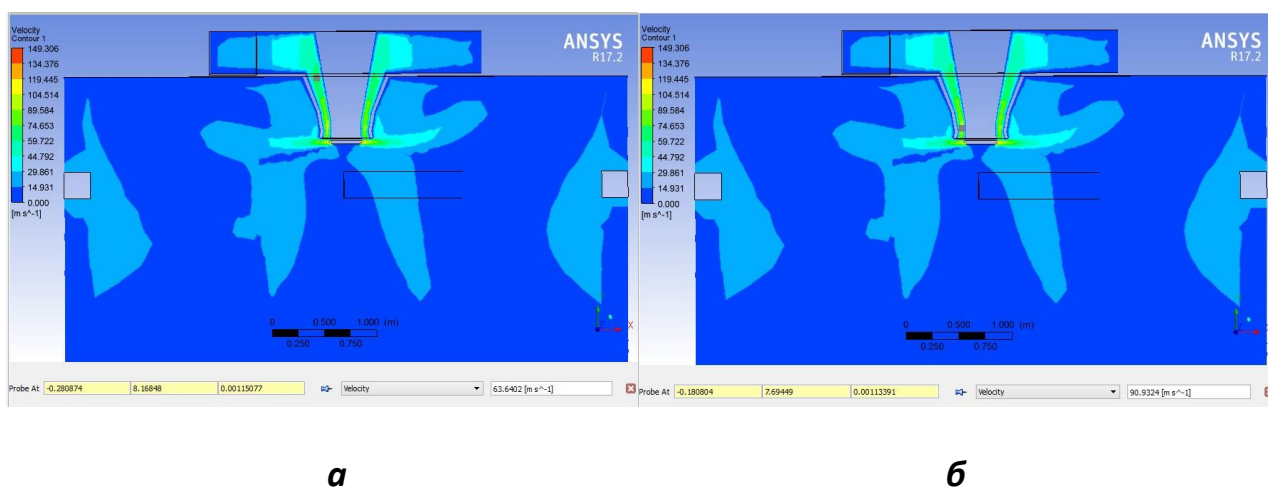 Velocity
Contour 1
149.306
134.376
119.445
104.514
89.584
74.653
59.722
44.792
29.861
14.931
0.000
[m s^-1]
ANSYS
R17.2
0 0.500 1.000 (m)
0.250 0.750
X
Probe At -0.280874 8.16848 0.00115077 Velocity 63.6402 [m s^-1]
Velocity
Contour 1
149.306
134.376
119.445
104.514
89.584
74.653
59.722
44.792
29.861
14.931
0.000
[m s^-1]
ANSYS
R17.2
0 0.500 1.000 (m)
0.250 0.750
Probe At -0.180804 7.69449 0.00113391 Velocity 90.9324 [m s^-1]
а
б